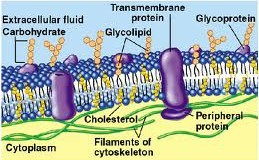 Transmembrane
protein
Glycoprotein
Extracellular fluid
Carbohydrate
Glycolipid
Cholesterol
Peripheral
protein
Cytoplasm
Filaments of
cytoskeleton